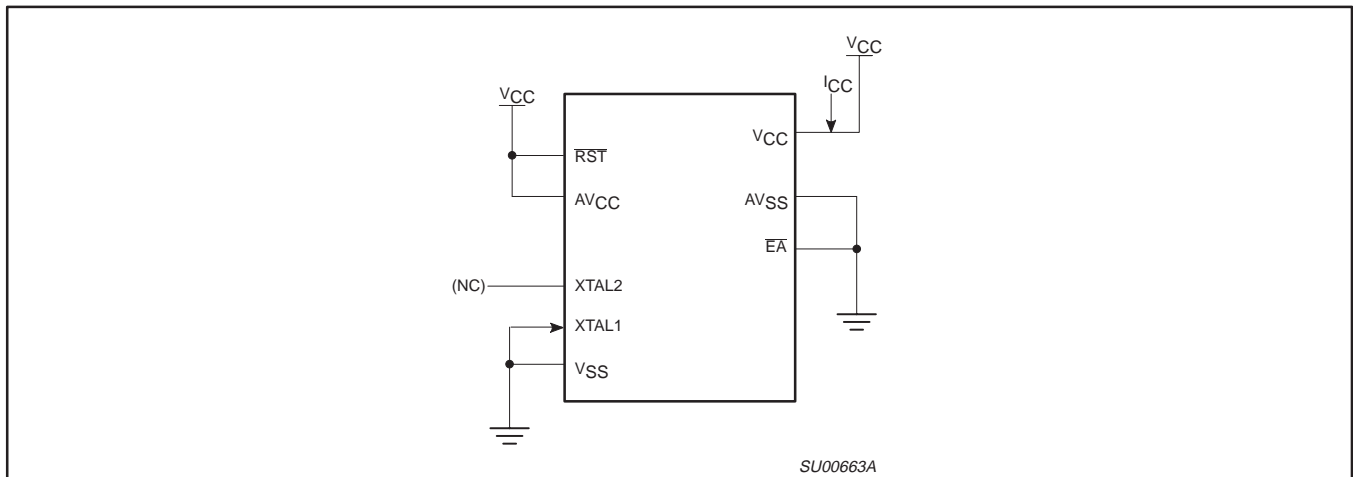 VCC
ICC
VCC
VCC
RST
AVCC
AVSS
EA
(NC)
XTAL2
XTAL1
VSS
SU00663A